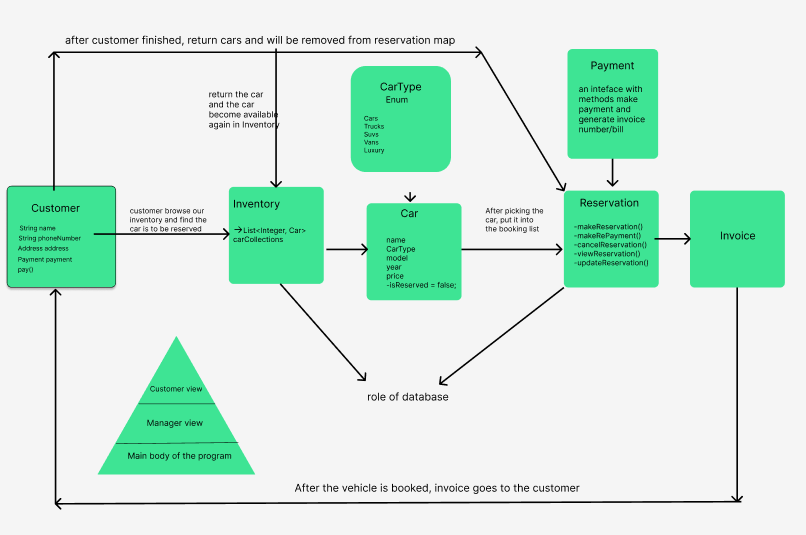 after customer finished, return cars and will be removed from reservation map
return the car
and the car
become available
again in Inventory
CarType
Enum
Cars
Trucks
Suvs
Vans
Luxury
Payment
an inteface with
methods make
payment and
generate invoice
number/bill
Customer
String name
String phoneNumber
Address address
Payment payment
pay()
customer browse our
inventory and find the
car is to be reserved
Inventory
→List<Integer, Car>
carCollections
Car
name
CarType
model
year
price
-isReserved = false;
After picking the
car, put it into
the booking list
Reservation
-makeReservation()
-makeRePayment()
-cancelReservation()
-viewReservation()
-updateReservation()
Invoice
role of database
Customer view
Manager view
Main body of the program
After the vehicle is booked, invoice goes to the customer